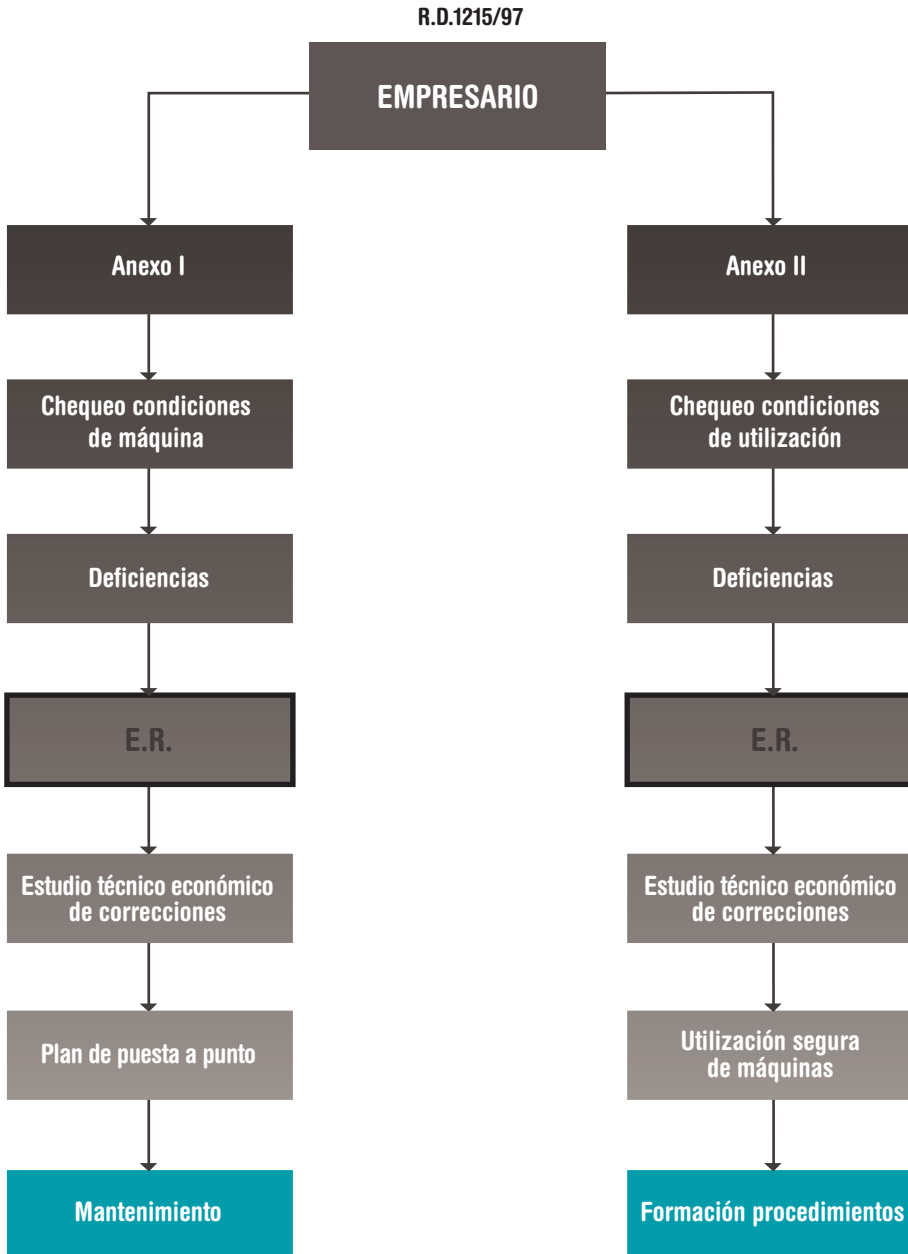 R.D.1215/97
EMPRESARIO
Anexo I
Chequeo condiciones
de máquina
Deficiencias
E.R.
Estudio técnico económico
de correcciones
Plan de puesta a punto
Mantenimiento
Anexo II
Chequeo condiciones
de utilización
Deficiencias
E.R.
Estudio técnico económico
de correcciones
Utilización segura
de máquinas
Formación procedimientos